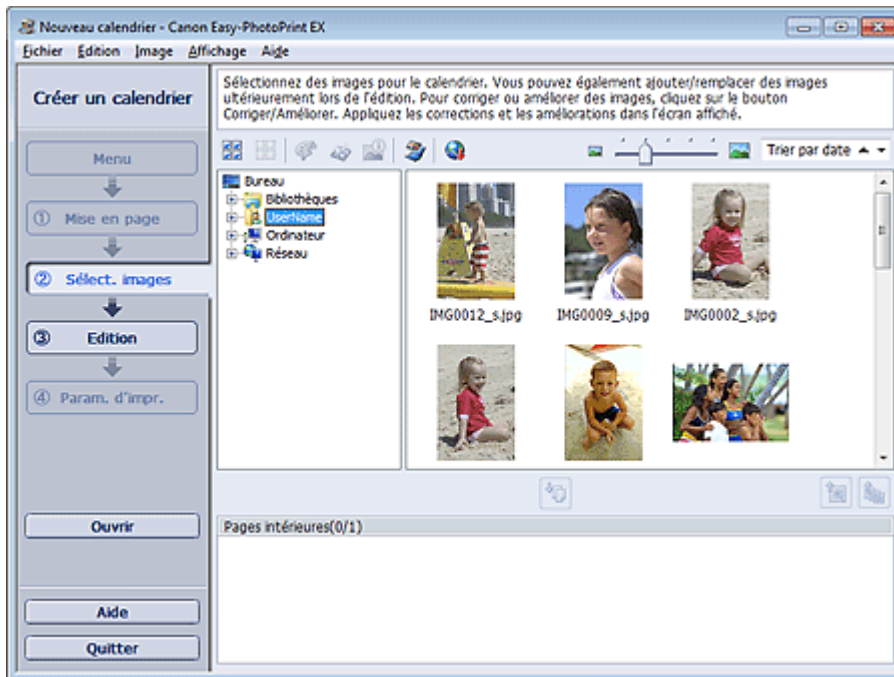 Nouveau calendrier - Canon Easy-PhotoPrint EX
Fichier Edition Image Affichage Aide
Créer un calendrier
Sélectionnez des images pour le calendrier. Vous pouvez également ajouter/remplacer des images
ultérieurement lors de l'édition. Pour corriger ou améliorer des images, cliquez sur le bouton
Corriger/Améliorer. Appliquez les corrections et les améliorations dans l'écran affiché.
Menu
① Mise en page
② Sélect. images
③ Edition
④ Param. d'impr.
Ouvrir
Aide
Quitter
Trier par date
Bureau
Bibliothèques
UserName
Ordinateur
Réseau
IMG0012_s.jpg IMG0009_s.jpg IMG0002_s.jpg
Pages intérieures(0/1)